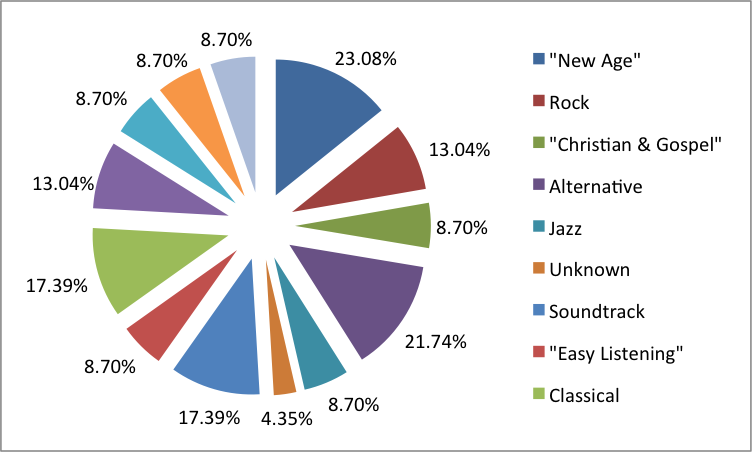 8.70%
23.08%
8.70%
8.70%
13.04%
13.04%
8.70%
17.39%
21.74%
8.70%
8.70%
17.39%
4.35%
"New Age"
Rock
"Christian & Gospel"
Alternative
Jazz
Unknown
Soundtrack
"Easy Listening"
Classical